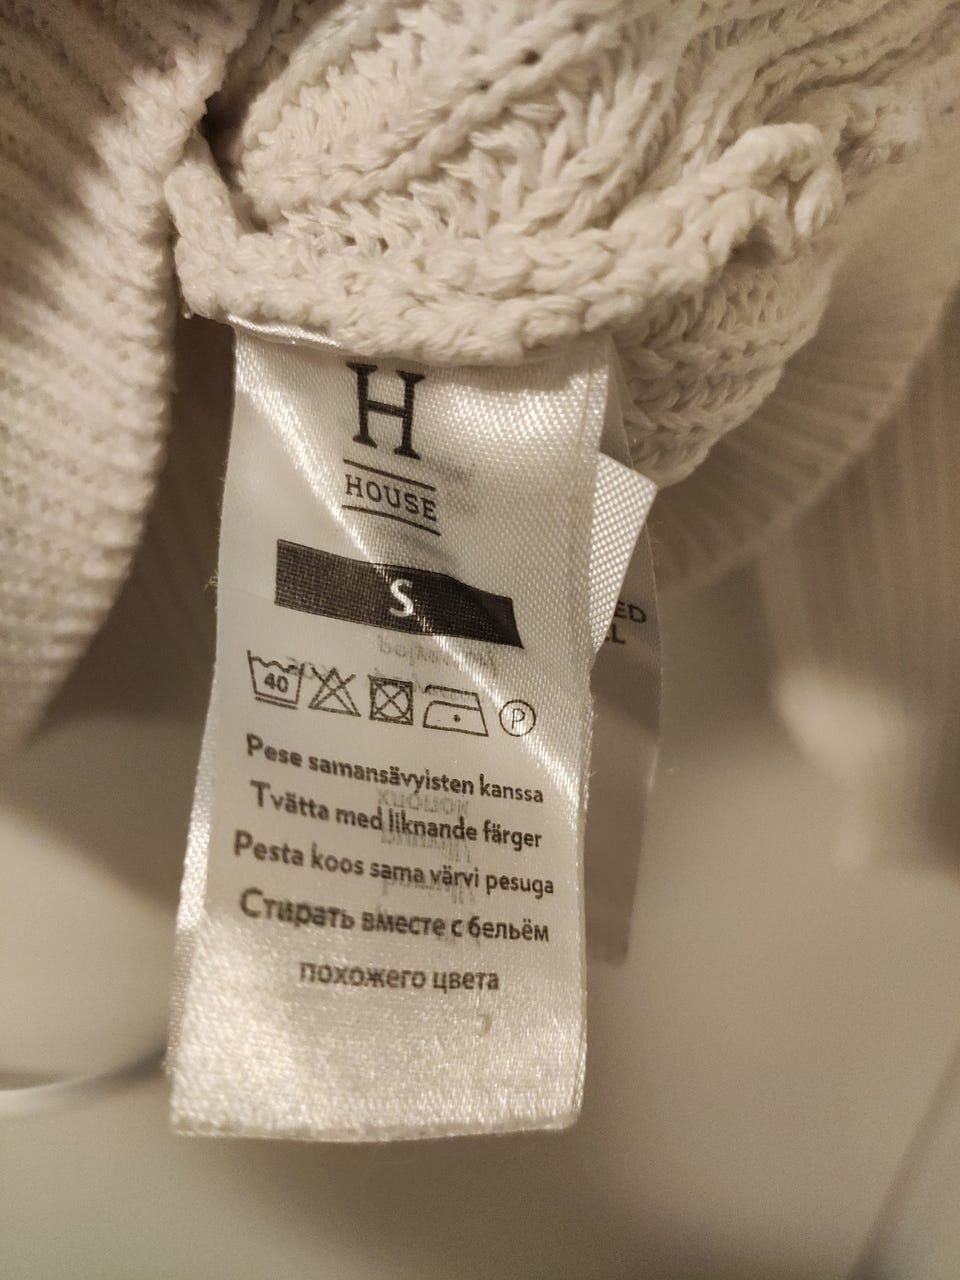 H
HOUSE
S
40
P
Pese samansävyisten kanssa
Tvätta med liknande färger
Pesta koos sama värvi pesuga
Стирать вместе с бельём
похожего цвета